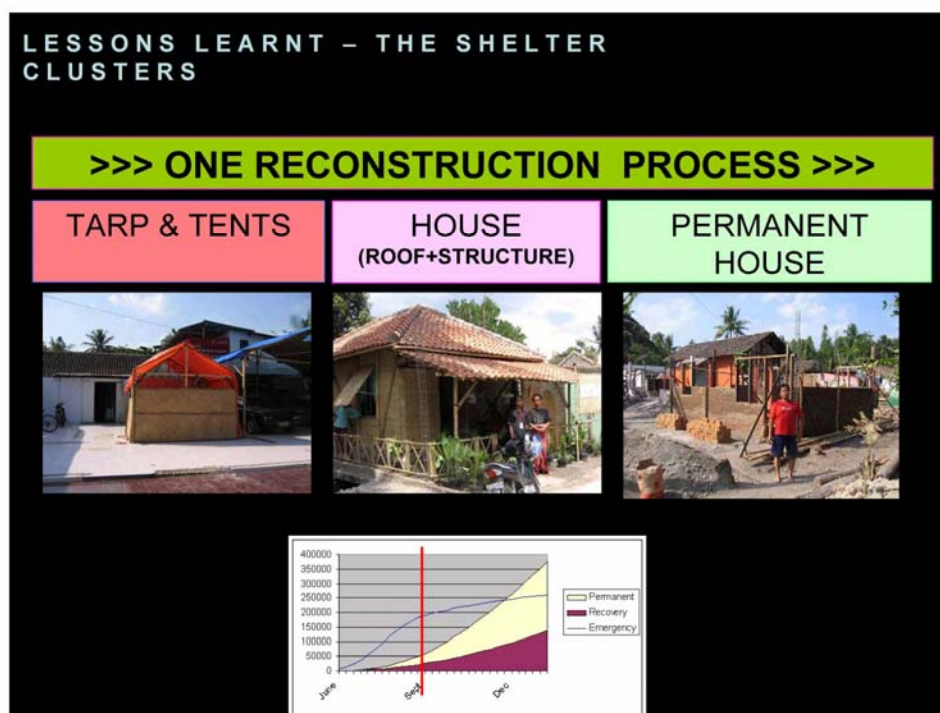 LESSONS LEARNT – THE SHELTER
CLUSTERS
>>> ONE RECONSTRUCTION PROCESS >>>
TARP & TENTS
HOUSE
(ROOF+STRUCTURE)
PERMANENT
HOUSE
400000
350000
300000
250000
200000
150000
100000
50000
0
June
Sept
Dec
Permanent
Recovery
Emergency